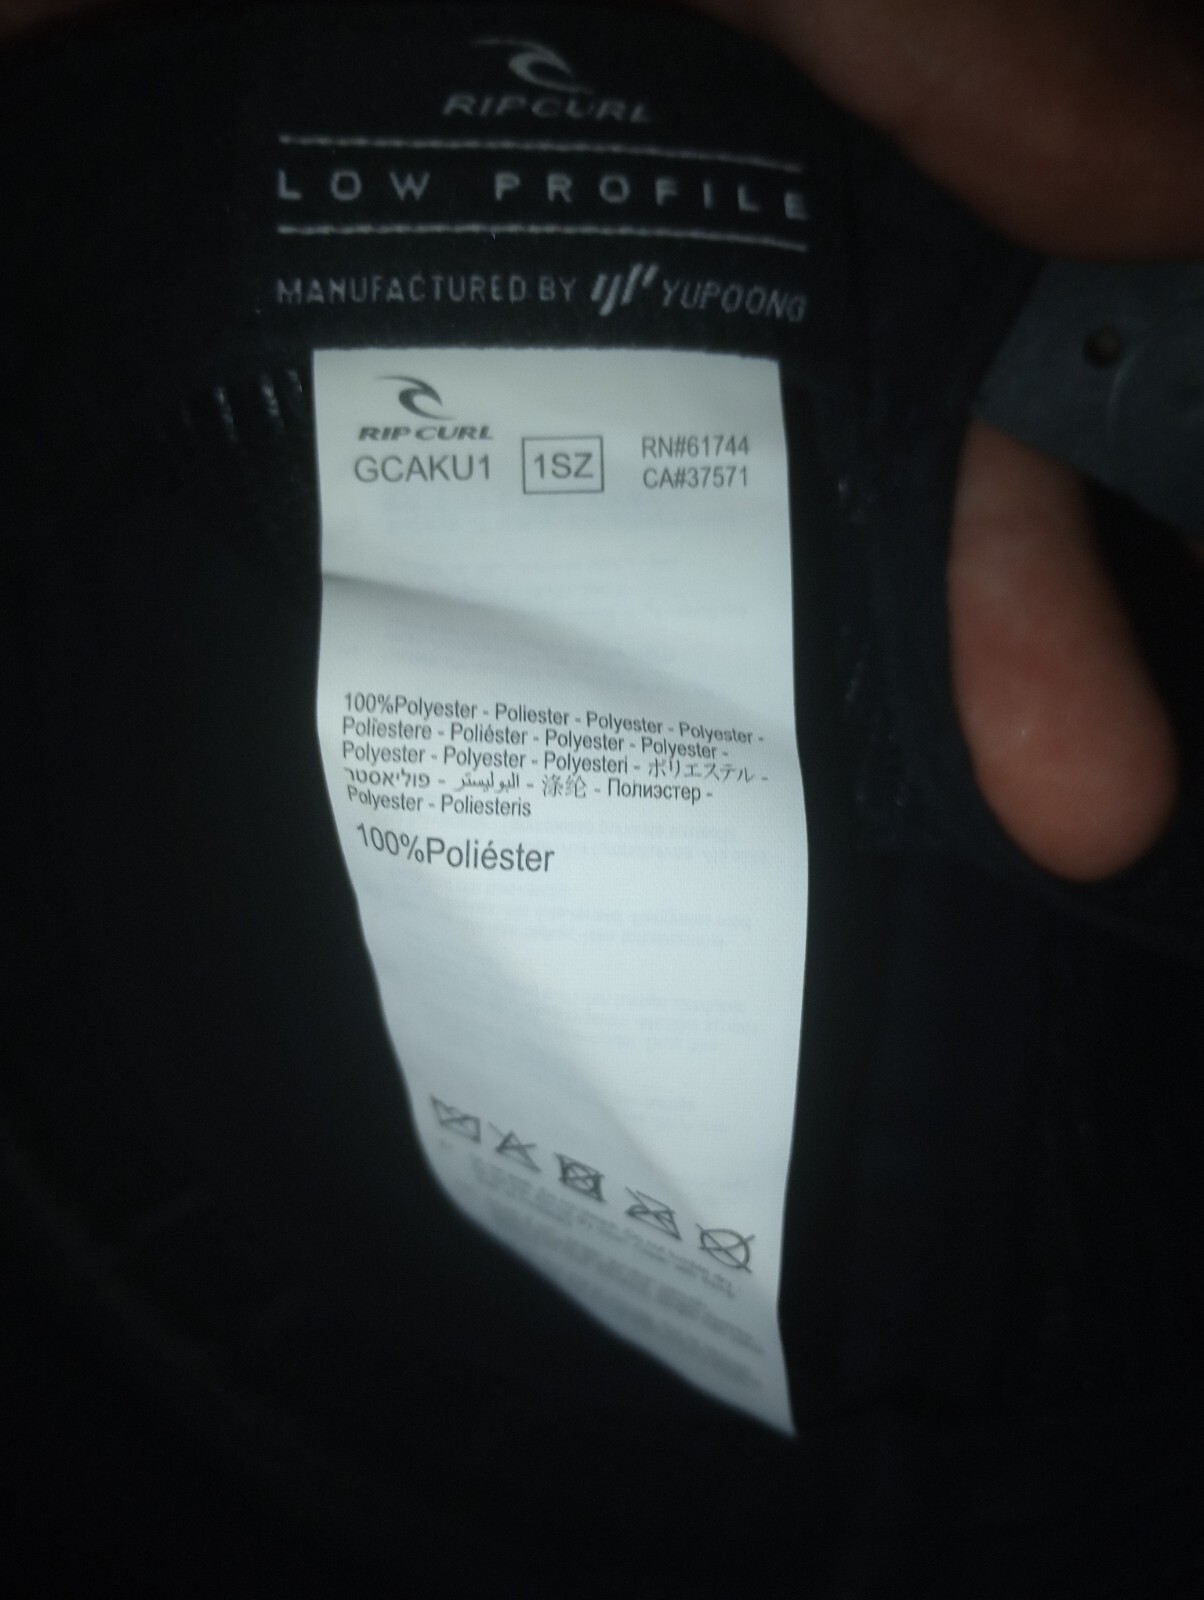 RIP CURL
LOW PROFILE
MANUFACTURED BY YUPOONG
RIP CURL
GCAKU1
1SZ
RN#61744
CA#37571
100%Polyester - Poliester - Polyester - Polyester -
Poliestere - Poliéster - Polyester - Polyester -
Polyester - Polyester - Polyesteri - ポリエステル -
פוליאסטר - البوليستر - 涤纶 - Полиэстер -
Polyester - Poliesteris
100%Poliéster